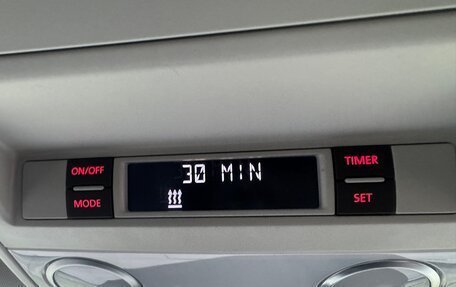 ON/OFF
MODE
30 MIN
TIMER
SET